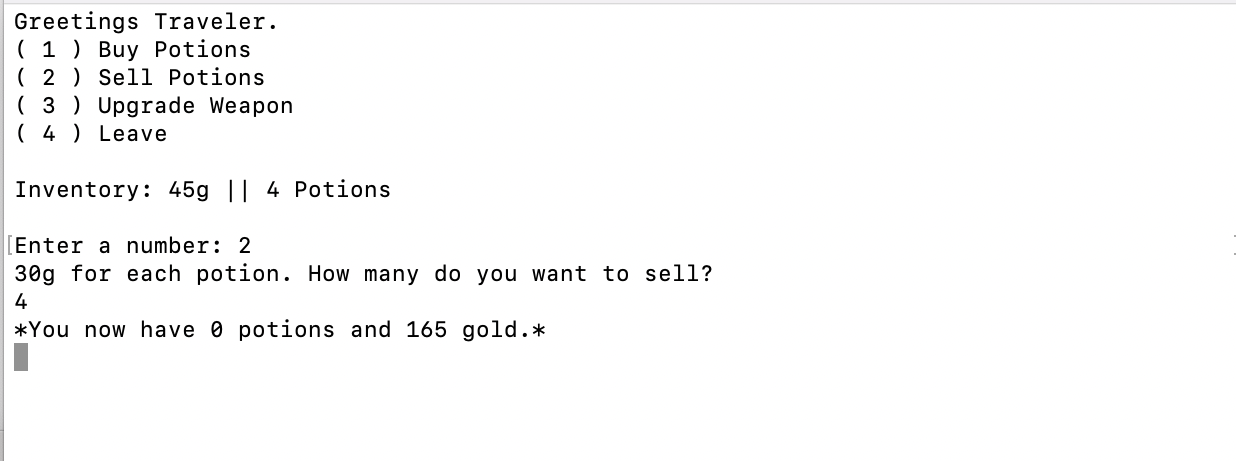 Greetings Traveler.
( 1 ) Buy Potions
( 2 ) Sell Potions
( 3 ) Upgrade Weapon
( 4 ) Leave
Inventory: 45g || 4 Potions
[Enter a number: 2
30g for each potion. How many do you want to sell?
4
*You now have 0 potions and 165 gold.*